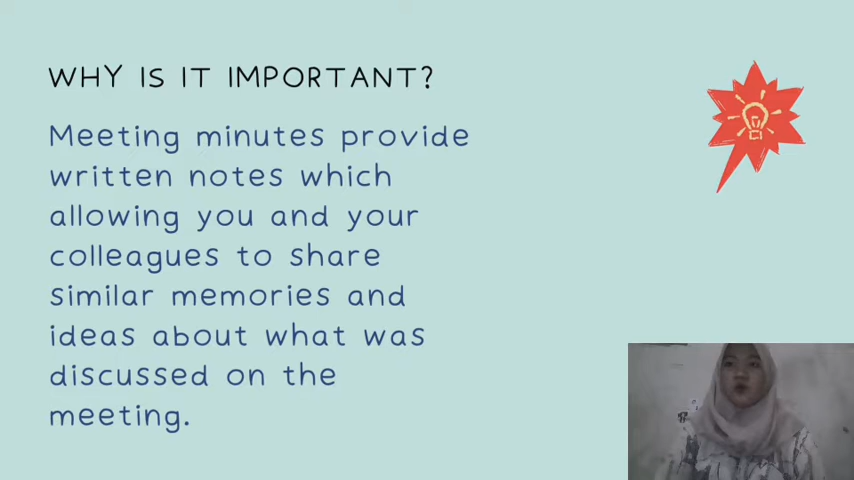 WHY IS IT IMPORTANT?
Meeting minutes provide
written notes which
allowing you and your
colleagues to share
similar memories and
ideas about what was
discussed on the
meeting.